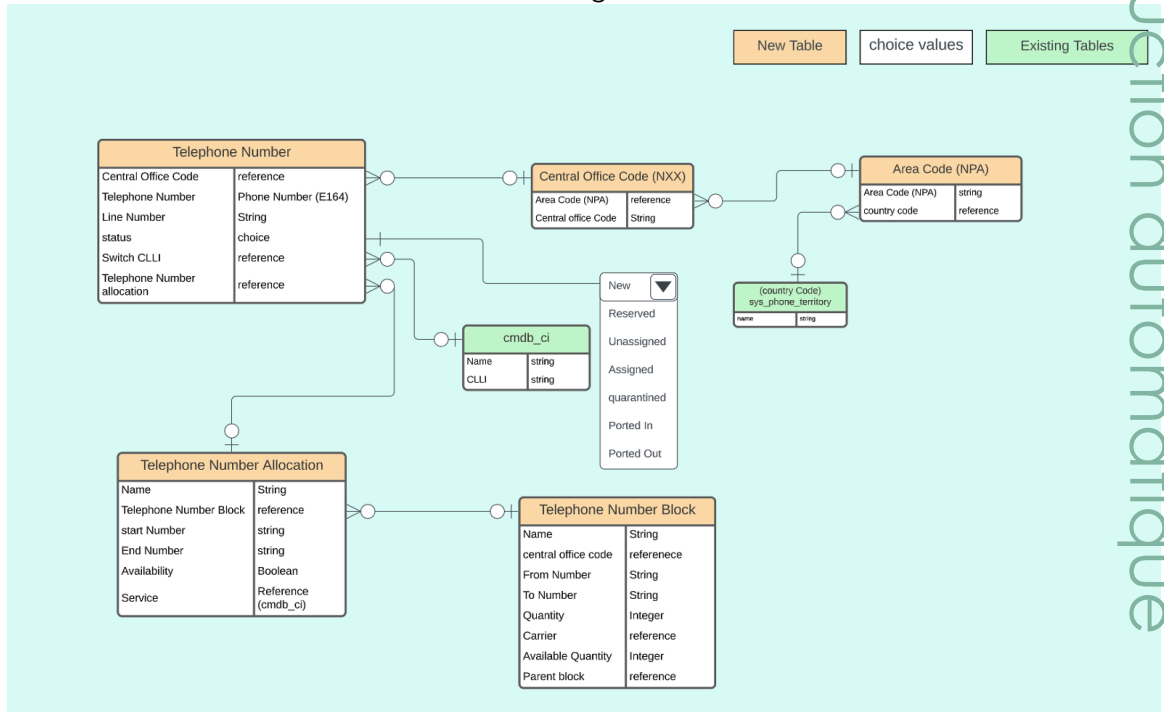 New Table
choice values
Existing Tables
Telephone Number
Central Office Code reference
Telephone Number Phone Number (E164)
Line Number String
status choice
Switch CLLI reference
Telephone Number allocation reference
Central Office Code (NXX)
Area Code (NPA) reference
Central office Code String
Area Code (NPA)
Area Code (NPA) string
country code reference
(country Code)
sys_phone_territory
name string
New
Reserved
Unassigned
Assigned
quarantined
Ported In
Ported Out
cmdb_ci
Name string
CLLI string
Telephone Number Allocation
Name String
Telephone Number Block reference
start Number string
End Number string
Availability Boolean
Service Reference (cmdb_ci)
Telephone Number Block
Name String
central office code referenece
From Number String
To Number String
Quantity Integer
Carrier reference
Available Quantity Integer
Parent block reference
automatique